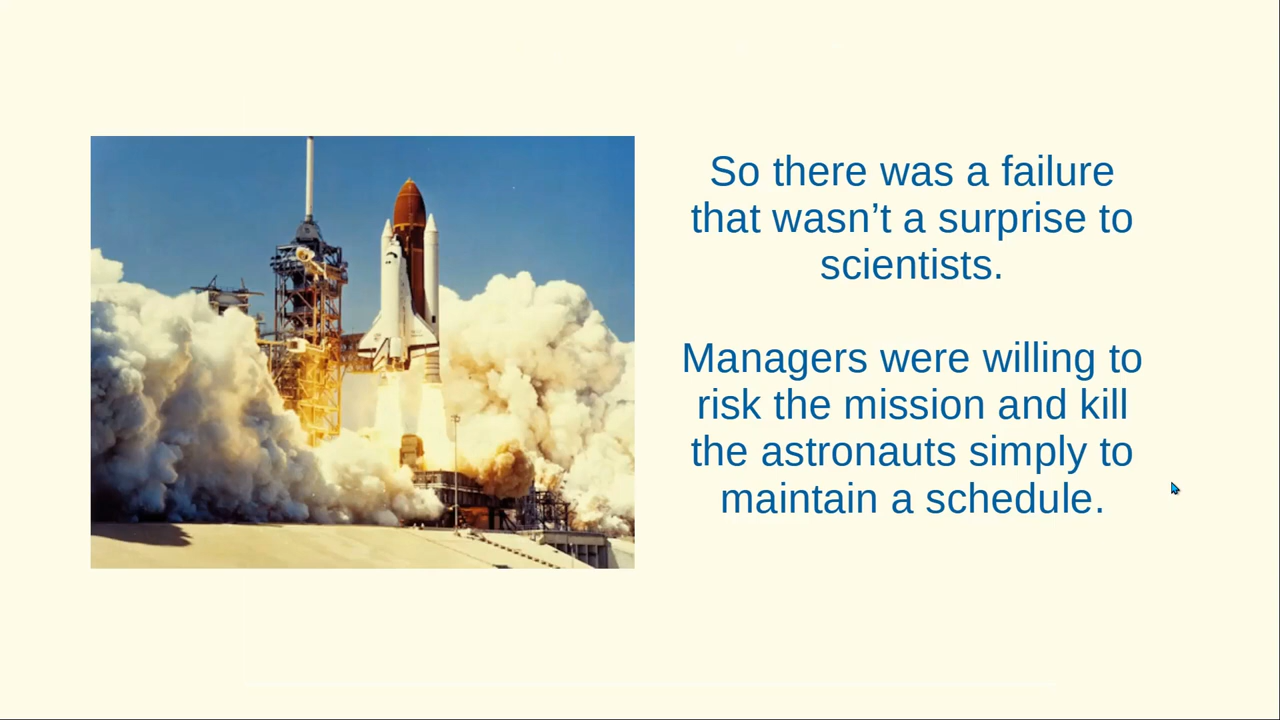 So there was a failure
that wasn’t a surprise to
scientists.
Managers were willing to
risk the mission and kill
the astronauts simply to
maintain a schedule.